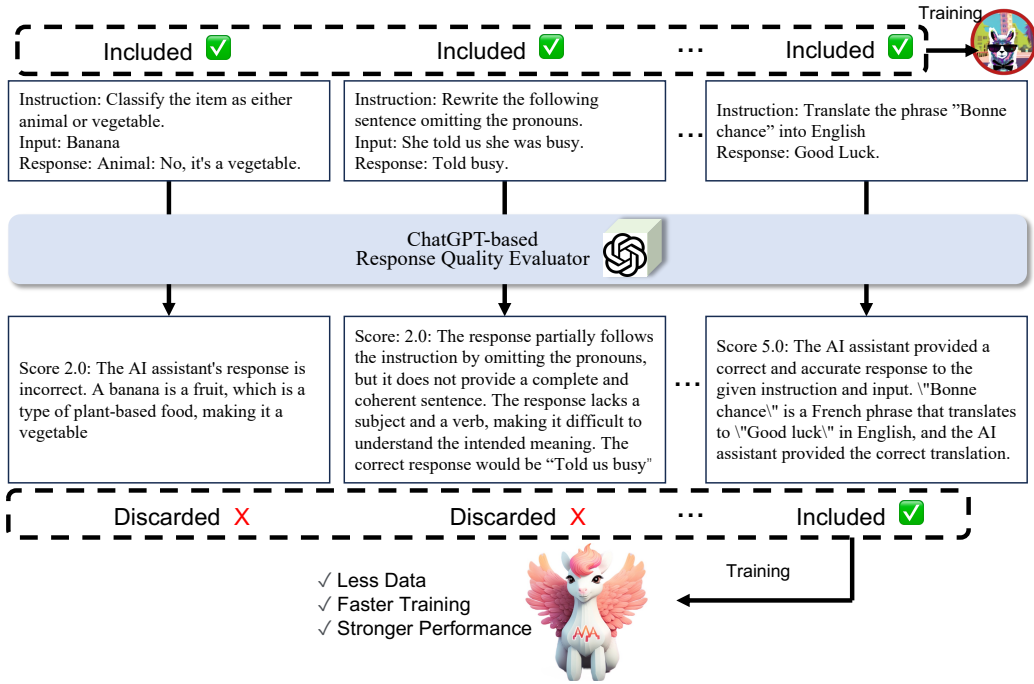 Training
Included ✅ Included ✅ ... Included ✅
Instruction: Classify the item as either
animal or vegetable.
Input: Banana
Response: Animal: No, it's a vegetable.
Instruction: Rewrite the following
sentence omitting the pronouns.
Input: She told us she was busy.
Response: Told busy.
...
Instruction: Translate the phrase ”Bonne
chance” into English
Response: Good Luck.
ChatGPT-based
Response Quality Evaluator
Score 2.0: The AI assistant's response is
incorrect. A banana is a fruit, which is a
type of plant-based food, making it a
vegetable
Score: 2.0: The response partially follows
the instruction by omitting the pronouns,
but it does not provide a complete and
coherent sentence. The response lacks a
subject and a verb, making it difficult to
understand the intended meaning. The
correct response would be “Told us busy"
...
Score 5.0: The AI assistant provided a
correct and accurate response to the
given instruction and input. \"Bonne
chance\" is a French phrase that translates
to \"Good luck\" in English, and the AI
assistant provided the correct translation.
Discarded X Discarded X ... Included ✅
Training
✓ Less Data
✓ Faster Training
✓ Stronger Performance